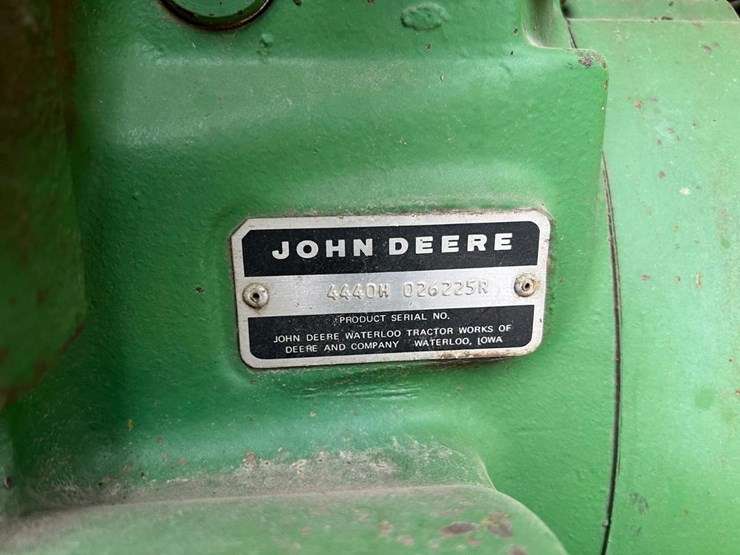 JOHN DEERE
4440H 026225R
PRODUCT SERIAL NO.
JOHN DEERE WATERLOO TRACTOR WORKS OF
DEERE AND COMPANY WATERLOO, IOWA